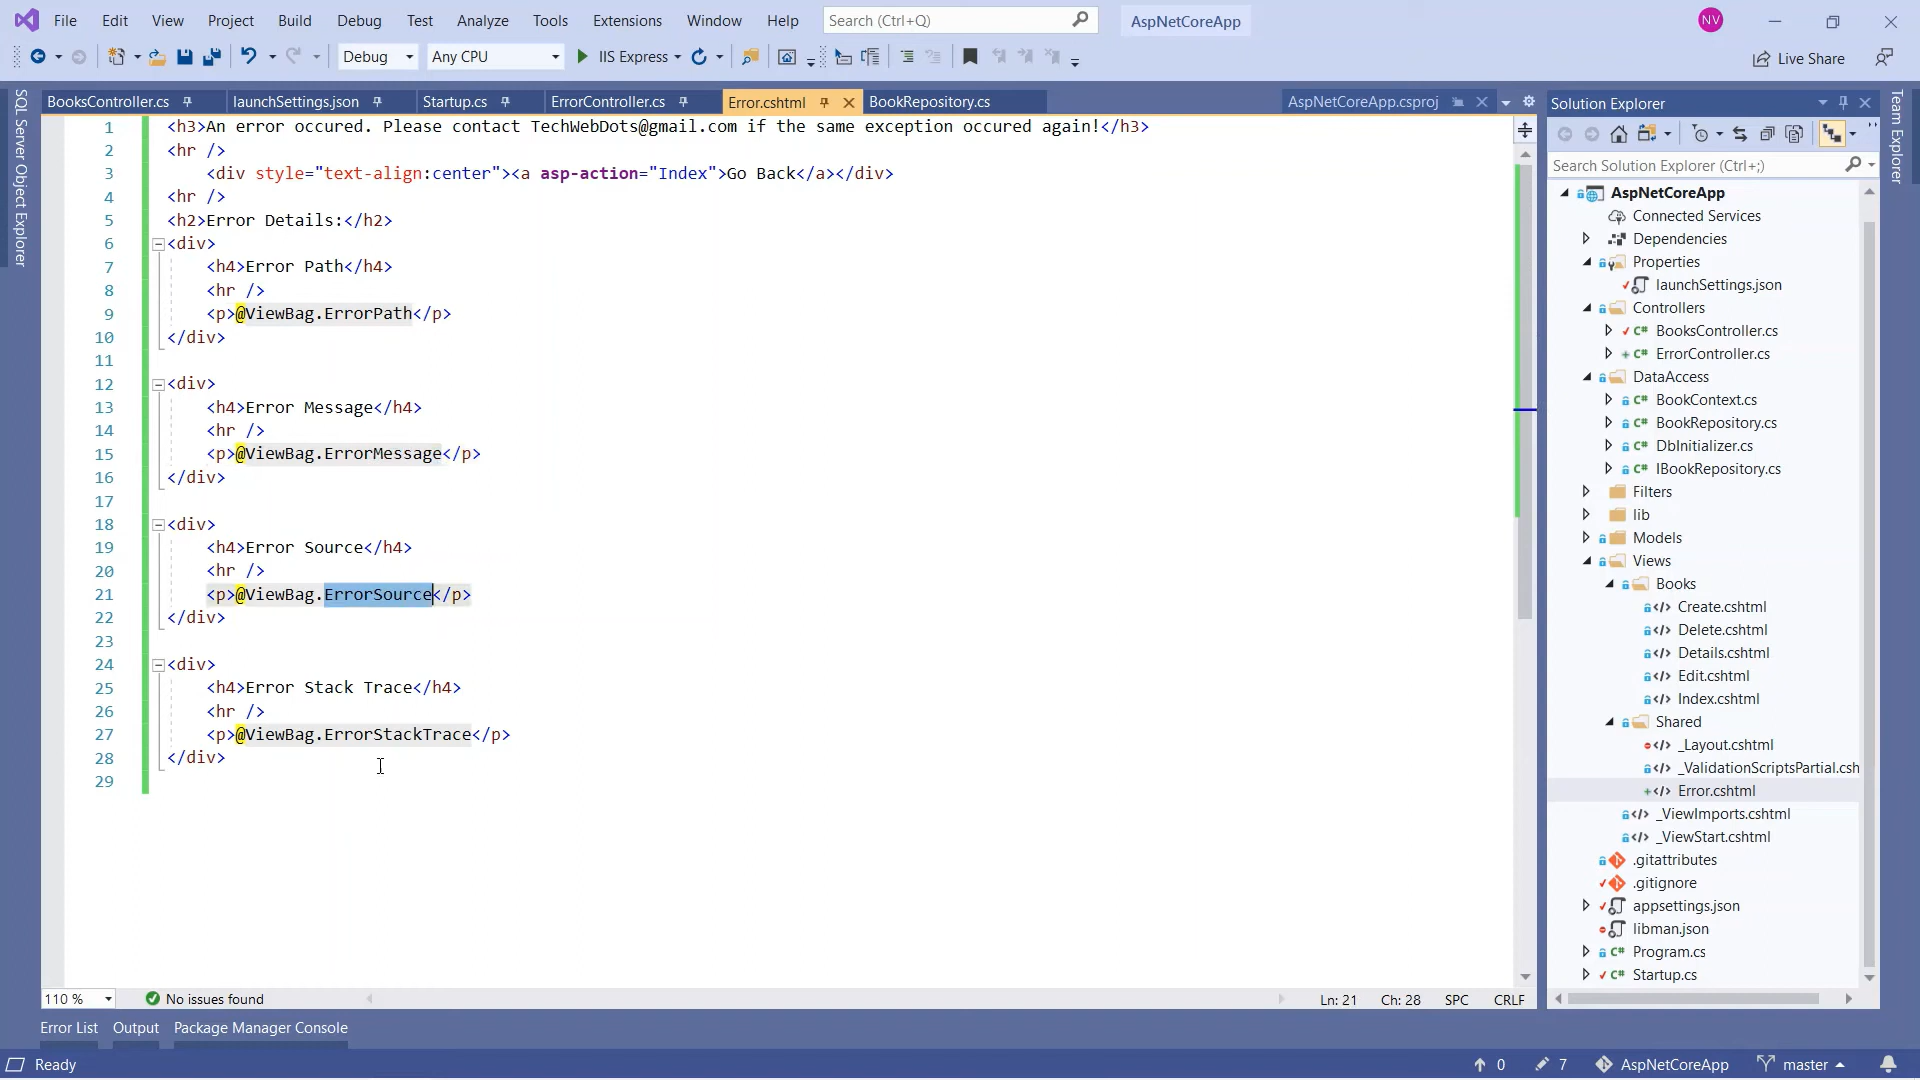 File Edit View Project Build Debug Test Analyze Tools Extensions Window Help Search (Ctrl+Q) AspNetCoreApp NV
Debug Any CPU IIS Express Live Share
SQL Server Object Explorer
BooksController.cs launchSettings.json Startup.cs ErrorController.cs Error.cshtml BookRepository.cs AspNetCoreApp.csproj
1 <h3>An error occured. Please contact TechWebDots@gmail.com if the same exception occured again!</h3>
2 <hr />
3 <div style="text-align:center"><a asp-action="Index">Go Back</a></div>
4 <hr />
5 <h2>Error Details:</h2>
6 <div>
7 <h4>Error Path</h4>
8 <hr />
9 <p>@ViewBag.ErrorPath</p>
10 </div>
11
12 <div>
13 <h4>Error Message</h4>
14 <hr />
15 <p>@ViewBag.ErrorMessage</p>
16 </div>
17
18 <div>
19 <h4>Error Source</h4>
20 <hr />
21 <p>@ViewBag.ErrorSource</p>
22 </div>
23
24 <div>
25 <h4>Error Stack Trace</h4>
26 <hr />
27 <p>@ViewBag.ErrorStackTrace</p>
28 </div>
29
110 % No issues found Ln: 21 Ch: 28 SPC CRLF
Solution Explorer
Search Solution Explorer (Ctrl+;)
AspNetCoreApp
Connected Services
Dependencies
Properties
launchSettings.json
Controllers
BooksController.cs
ErrorController.cs
DataAccess
BookContext.cs
BookRepository.cs
DbInitializer.cs
IBookRepository.cs
Filters
lib
Models
Views
Books
Create.cshtml
Delete.cshtml
Details.cshtml
Edit.cshtml
Index.cshtml
Shared
_Layout.cshtml
_ValidationScriptsPartial.csh
Error.cshtml
_ViewImports.cshtml
_ViewStart.cshtml
.gitattributes
.gitignore
appsettings.json
libman.json
Program.cs
Startup.cs
Team Explorer
Error List Output Package Manager Console
Ready 0 7 AspNetCoreApp master